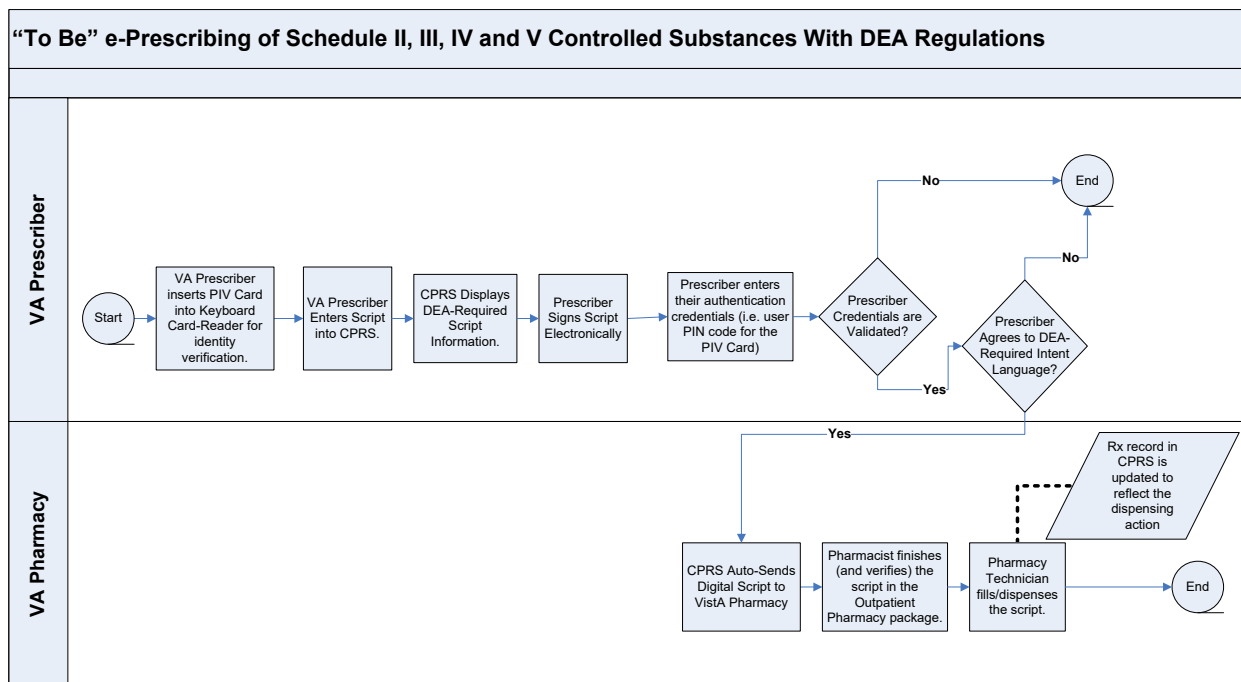 “To Be” e-Prescribing of Schedule II, III, IV and V Controlled Substances With DEA Regulations
VA Prescriber
Start
VA Prescriber
inserts PIV Card
into Keyboard
Card-Reader for
identity
verification.
VA Prescriber
Enters Script
into CPRS.
CPRS Displays
DEA-Required
Script
Information.
Prescriber
Signs Script
Electronically
Prescriber enters
their authentication
credentials (i.e. user
PIN code for the
PIV Card)
Prescriber
Credentials are
Validated?
No
Yes
End
Prescriber
Agrees to DEA-
Required Intent
Language?
No
Yes
VA Pharmacy
CPRS Auto-Sends
Digital Script to
VistA Pharmacy
Pharmacist finishes
(and verifies) the
script in the
Outpatient
Pharmacy package.
Pharmacy
Technician
fills/dispenses
the script.
Rx record in
CPRS is
updated to
reflect the
dispensing
action
End